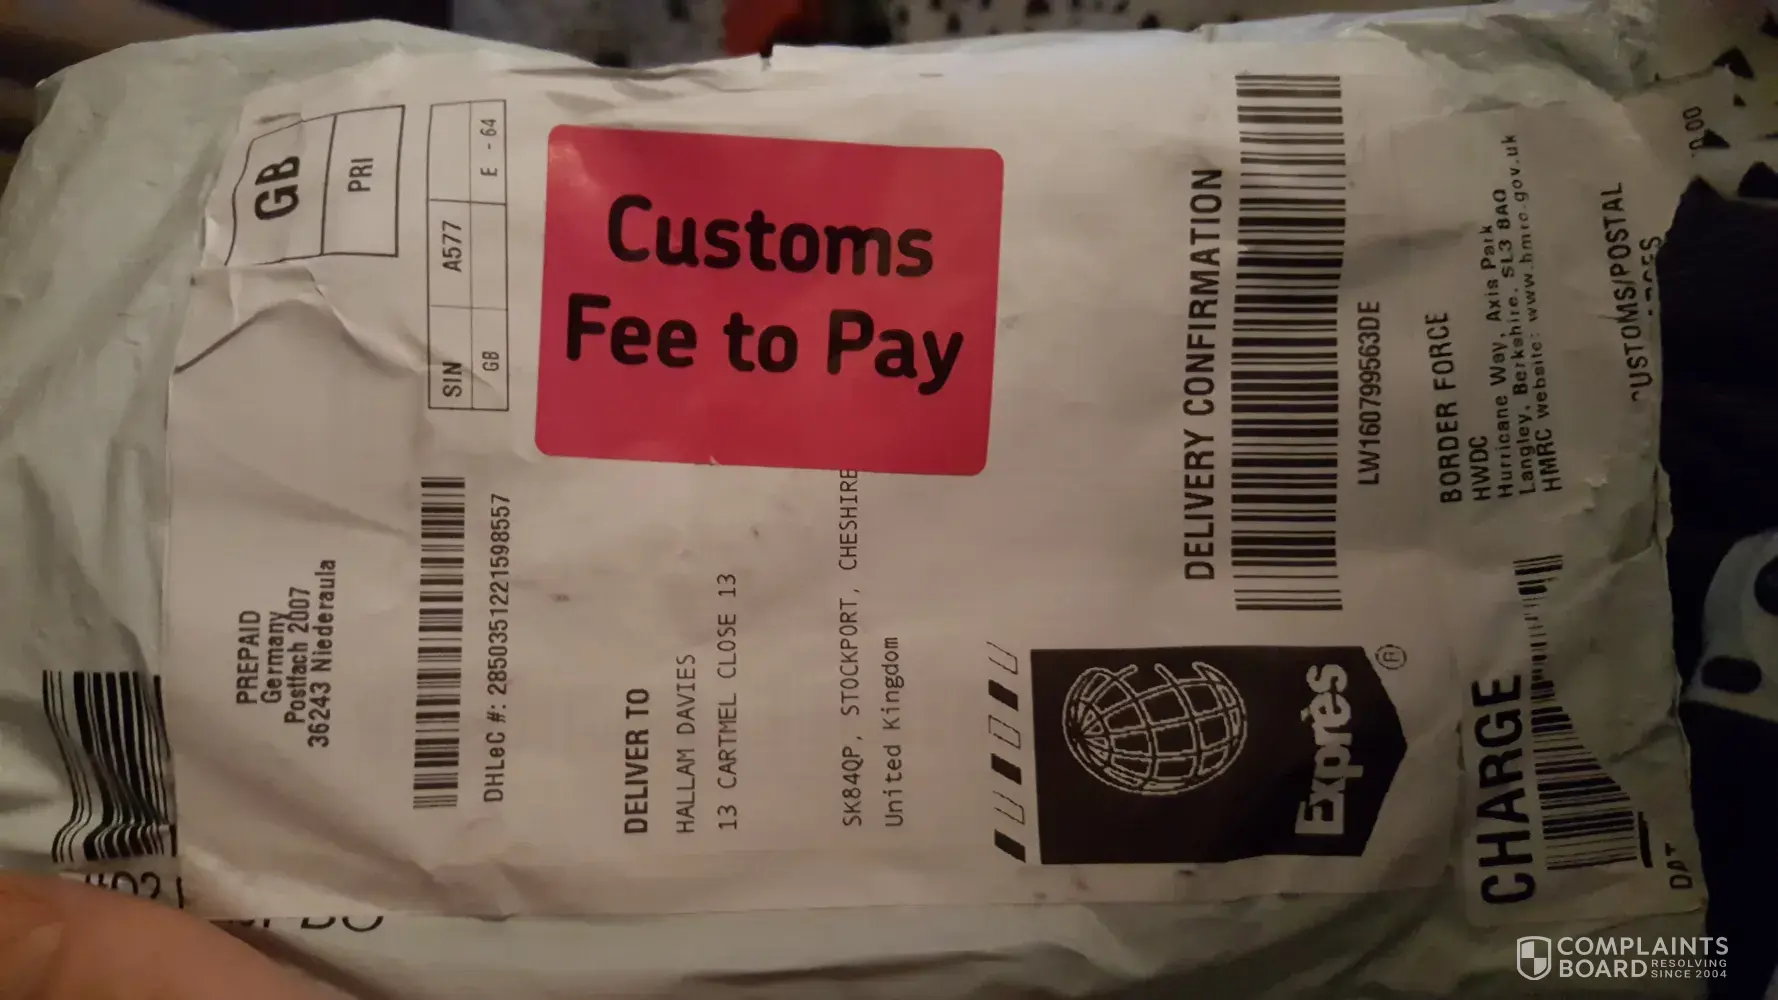 GB
PRI
SIN A577
GB E - 64
PREPAID
Germany
Postfach 2007
36243 Niederaula
DHLeC #: 2850351221598557
Customs
Fee to Pay
DELIVER TO
HALLAM DAVIES
13 CARTMEL CLOSE 13
SK84QP, STOCKPORT, CHESHIRE
United Kingdom
Exprès
®
DELIVERY CONFIRMATION
LW160799563DE
BORDER FORCE
HWDC
Hurricane Way, Axis Park
Langley, Berkshire. SL3 8AQ
HMRC website: www.hmrc.gov.uk
CHARGE
CUSTOMS/POSTAL
COMPLAINTS
BOARD RESOLVING
SINCE 2004